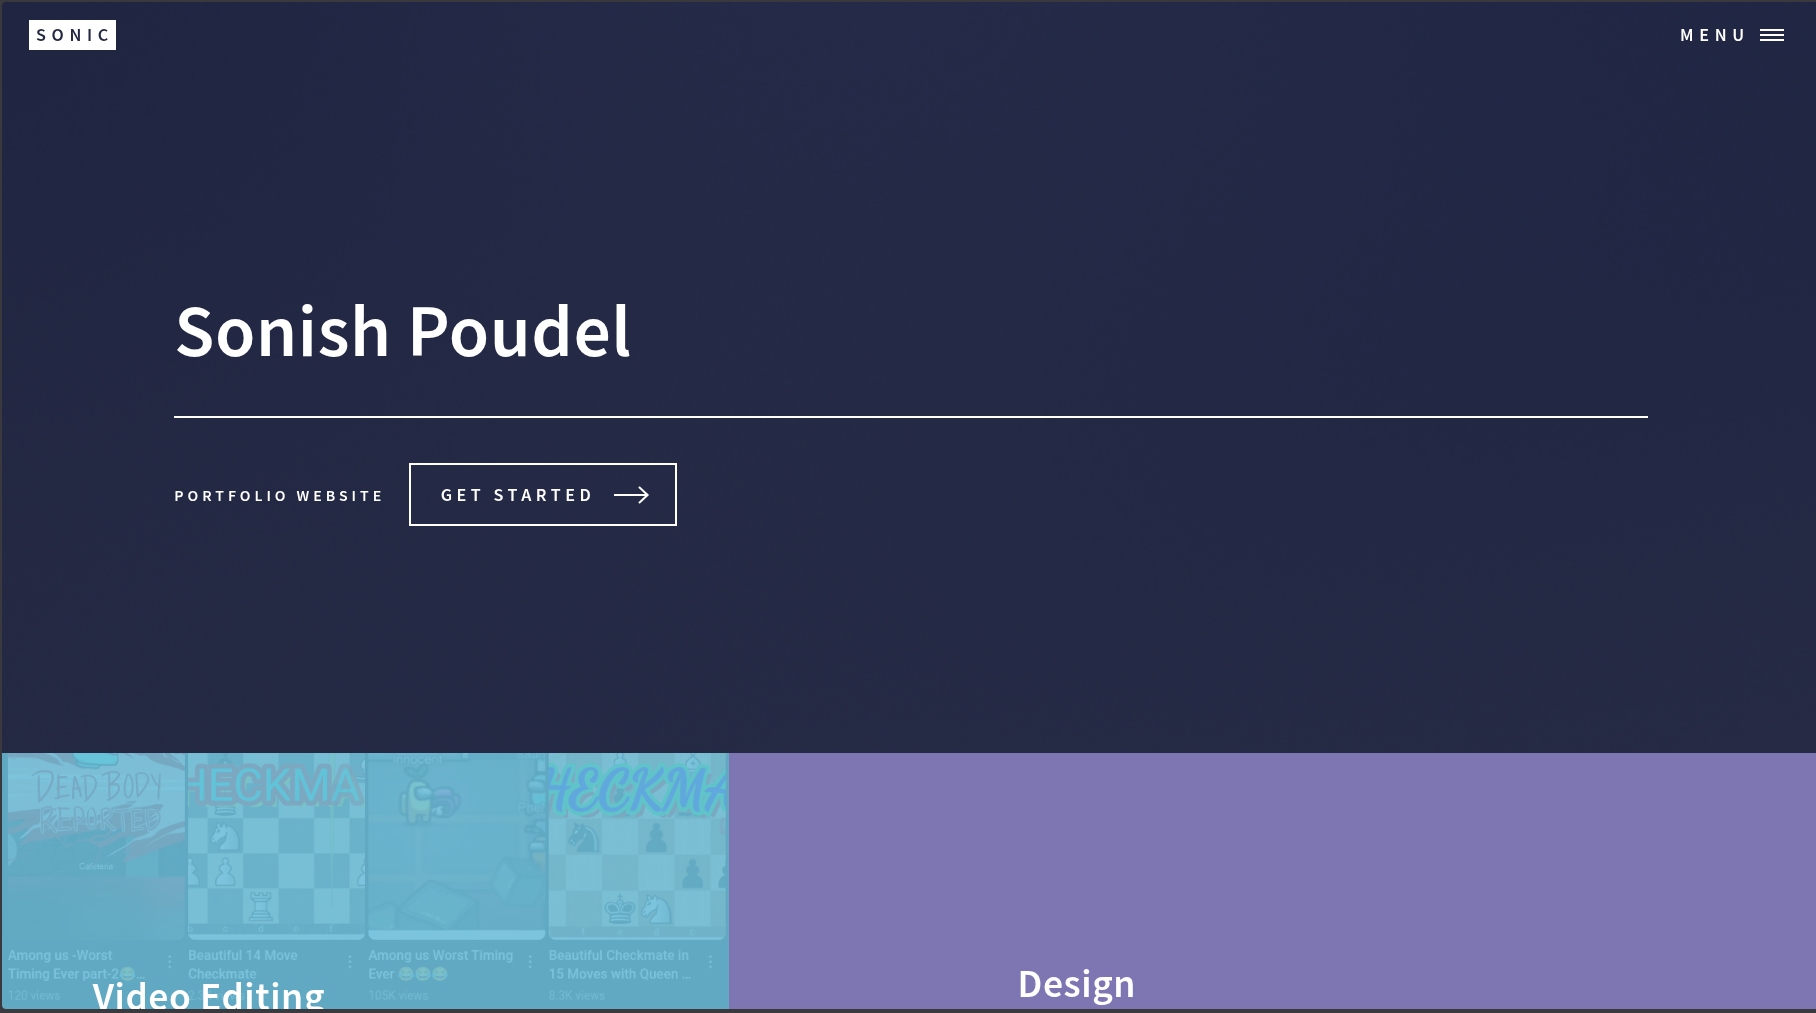 SONIC
MENU
Sonish Poudel
PORTFOLIO WEBSITE
GET STARTED
DEAD BODY
REPORTED
Cafeteria
HECKMA
Innocent
HECKMA
b c d e f
f e d c
Among us -Worst
Timing Ever part-2😂...
120 views
Beautiful 14 Move
Checkmate
Among us Worst Timing
Ever 😂😂😂
105K views
Beautiful Checkmate in
15 Moves with Queen ...
8.3K views
Video Editing
Design